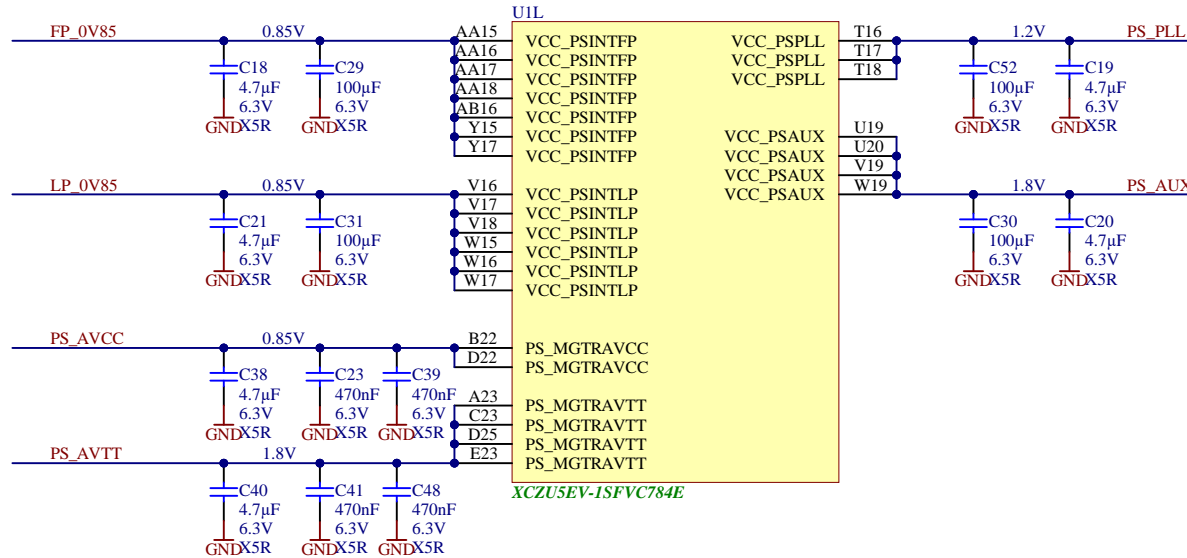 U1L
FP_0V85
0.85V
C18
4.7µF
6.3V
X5R
GND
C29
100µF
6.3V
X5R
GND
AA15 VCC_PSINTFP
AA16 VCC_PSINTFP
AA17 VCC_PSINTFP
AA18 VCC_PSINTFP
AB16 VCC_PSINTFP
Y15 VCC_PSINTFP
Y17 VCC_PSINTFP
VCC_PSPLL T16
VCC_PSPLL T17
VCC_PSPLL T18
1.2V
PS_PLL
C52
100µF
6.3V
X5R
GND
C19
4.7µF
6.3V
X5R
GND
LP_0V85
0.85V
C21
4.7µF
6.3V
X5R
GND
C31
100µF
6.3V
X5R
GND
V16 VCC_PSINTLP
V17 VCC_PSINTLP
V18 VCC_PSINTLP
W15 VCC_PSINTLP
W16 VCC_PSINTLP
W17 VCC_PSINTLP
VCC_PSAUX U19
VCC_PSAUX U20
VCC_PSAUX V19
VCC_PSAUX W19
1.8V
PS_AUX
C30
100µF
6.3V
X5R
GND
C20
4.7µF
6.3V
X5R
GND
PS_AVCC
0.85V
C38
4.7µF
6.3V
X5R
GND
C23
470nF
6.3V
X5R
GND
C39
470nF
6.3V
X5R
GND
B22 PS_MGTRAVCC
D22 PS_MGTRAVCC
A23 PS_MGTRAVTT
C23 PS_MGTRAVTT
D25 PS_MGTRAVTT
E23 PS_MGTRAVTT
PS_AVTT
1.8V
C40
4.7µF
6.3V
X5R
GND
C41
470nF
6.3V
X5R
GND
C48
470nF
6.3V
X5R
GND
XCZU5EV-1SFVC784E